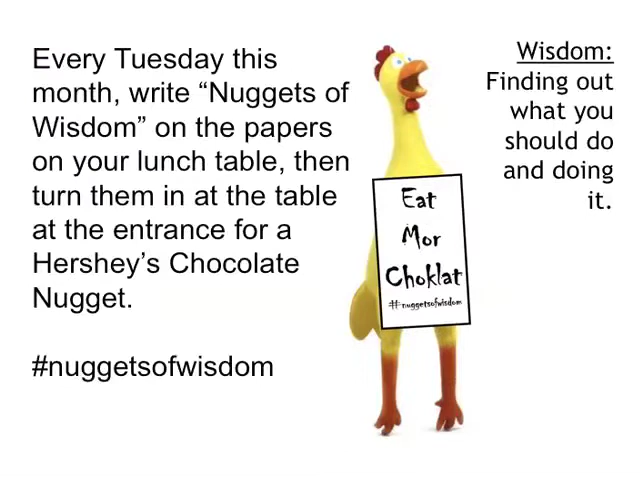 Every Tuesday this
month, write “Nuggets of
Wisdom” on the papers
on your lunch table, then
turn them in at the table
at the entrance for a
Hershey’s Chocolate
Nugget.
#nuggetsofwisdom
Eat
Mor
Choklat
#nuggetsofwisdom
Wisdom:
Finding out
what you
should do
and doing
it.